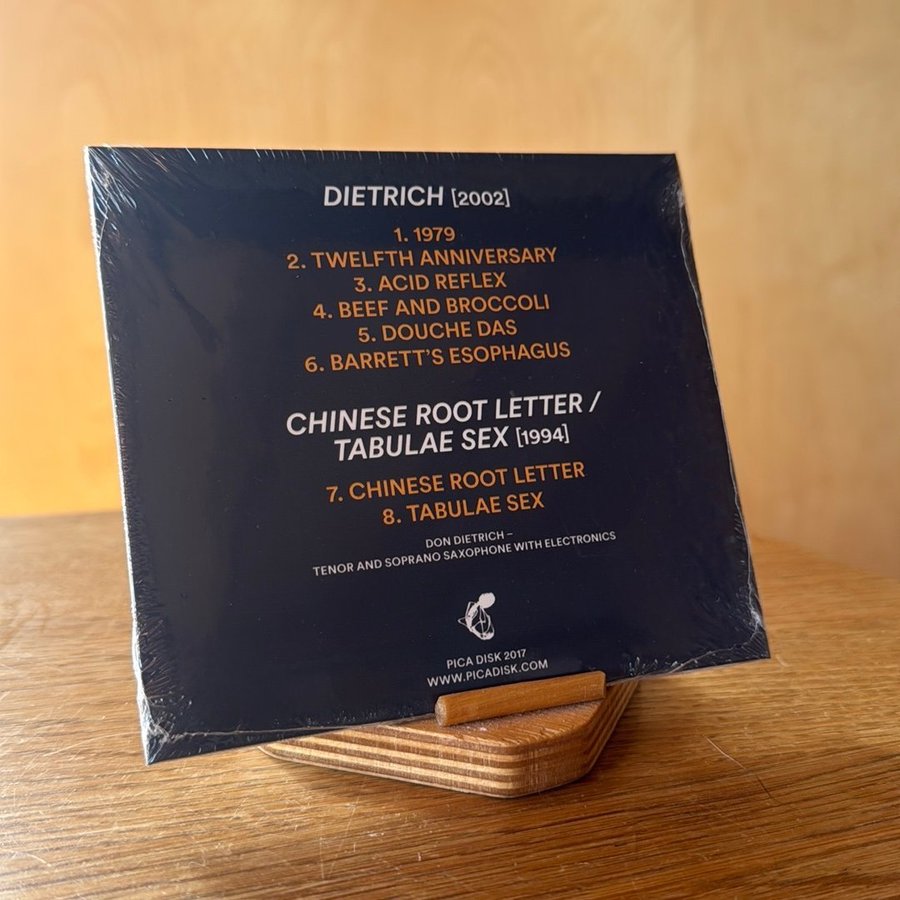 DIETRICH [2002]
1. 1979
2. TWELFTH ANNIVERSARY
3. ACID REFLEX
4. BEEF AND BROCCOLI
5. DOUCHE DAS
6. BARRETT'S ESOPHAGUS
CHINESE ROOT LETTER /
TABULAE SEX [1994]
7. CHINESE ROOT LETTER
8. TABULAE SEX
DON DIETRICH –
TENOR AND SOPRANO SAXOPHONE WITH ELECTRONICS
PICA DISK 2017
WWW.PICADISK.COM